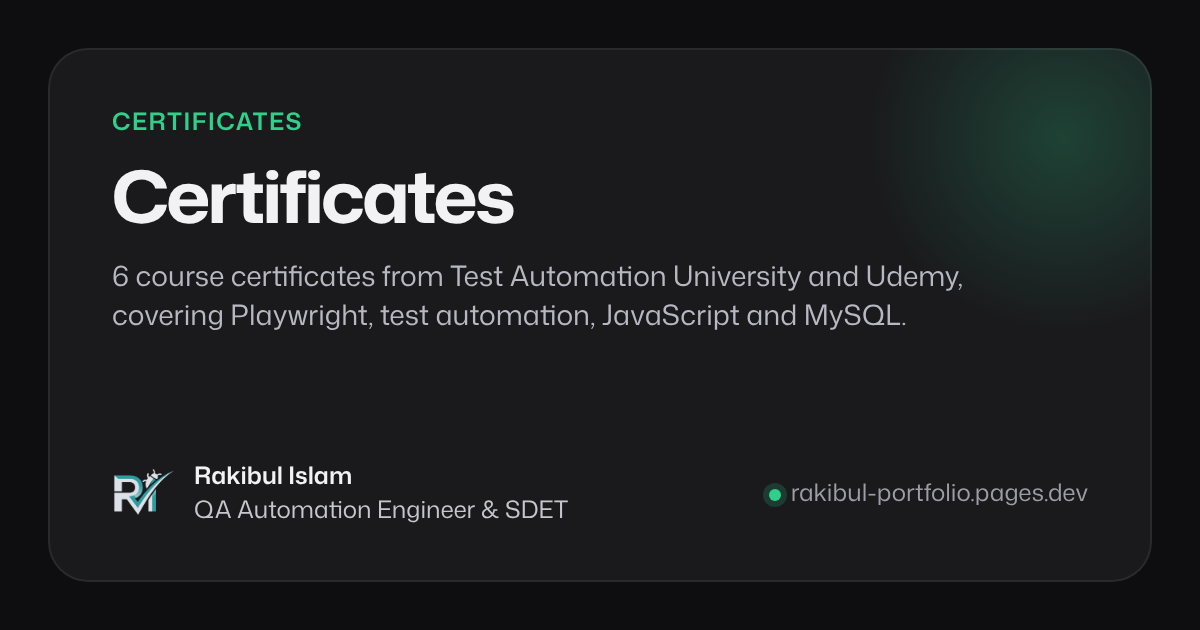 CERTIFICATES
Certificates
6 course certificates from Test Automation University and Udemy,
covering Playwright, test automation, JavaScript and MySQL.
Rakibul Islam
QA Automation Engineer & SDET
rakibul-portfolio.pages.dev